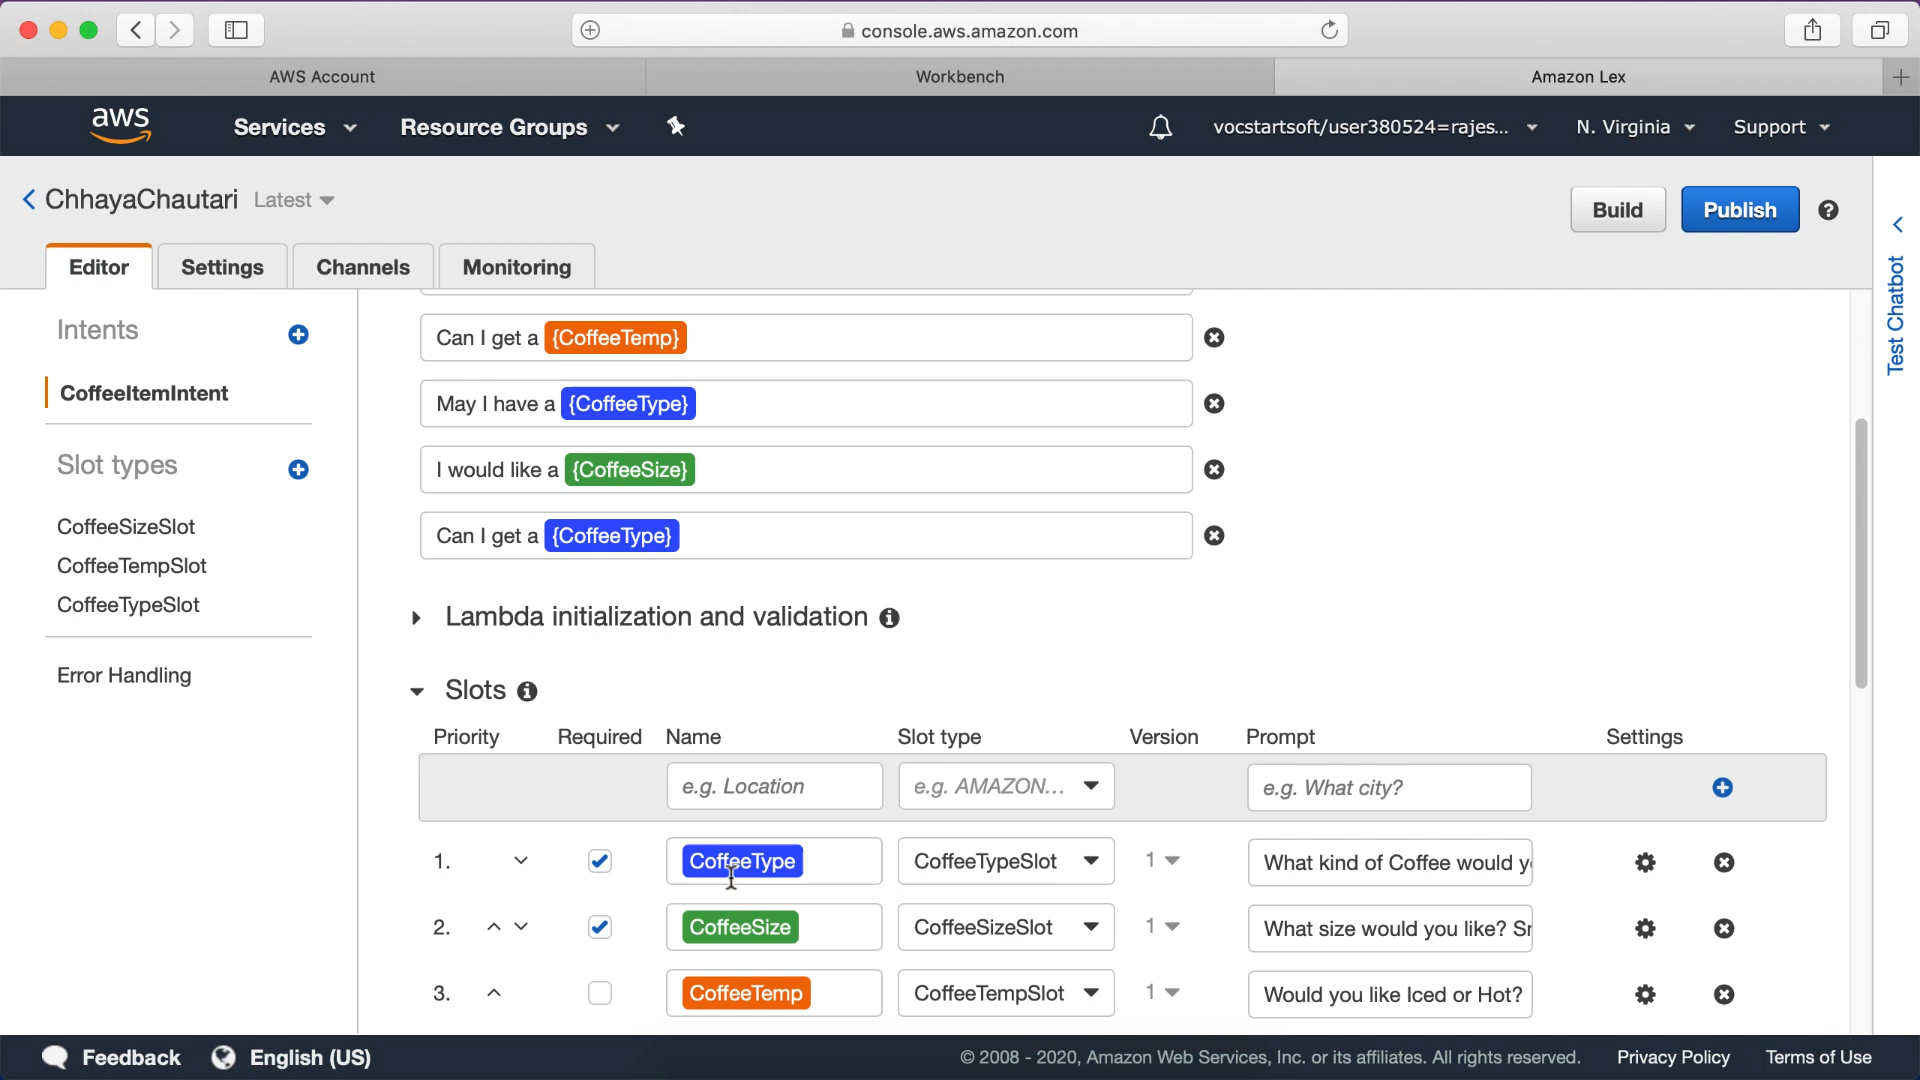 console.aws.amazon.com
AWS Account
Workbench
Amazon Lex
aws
Services
Resource Groups
vocstartsoft/user380524=rajes...
N. Virginia
Support
ChhayaChautari Latest
Build
Publish
Editor
Settings
Channels
Monitoring
Test Chatbot
Intents
CoffeeItemIntent
Slot types
CoffeeSizeSlot
CoffeeTempSlot
CoffeeTypeSlot
Error Handling
Can I get a {CoffeeTemp}
May I have a {CoffeeType}
I would like a {CoffeeSize}
Can I get a {CoffeeType}
Lambda initialization and validation
Slots
Priority Required Name Slot type Version Prompt Settings
e.g. Location e.g. AMAZON... e.g. What city?
1. CoffeeType CoffeeTypeSlot 1 What kind of Coffee would
2. CoffeeSize CoffeeSizeSlot 1 What size would you like?
3. CoffeeTemp CoffeeTempSlot 1 Would you like Iced or Hot?
Feedback
English (US)
© 2008 - 2020, Amazon Web Services, Inc. or its affiliates. All rights reserved.
Privacy Policy
Terms of Use